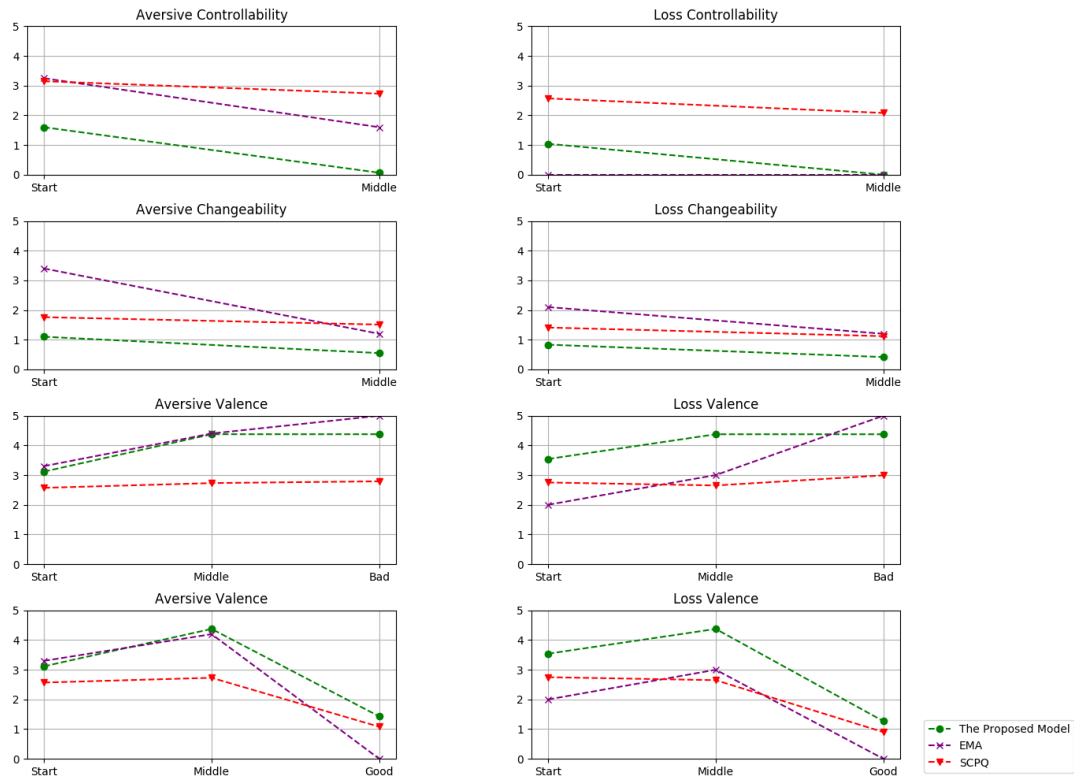 Aversive Controllability
5
4
3
2
1
0
Start Middle
Loss Controllability
5
4
3
2
1
0
Start Middle
Aversive Changeability
5
4
3
2
1
0
Start Middle
Loss Changeability
5
4
3
2
1
0
Start Middle
Aversive Valence
5
4
3
2
1
0
Start Middle Bad
Loss Valence
5
4
3
2
1
0
Start Middle Bad
Aversive Valence
5
4
3
2
1
0
Start Middle Good
Loss Valence
5
4
3
2
1
0
Start Middle Good
The Proposed Model
EMA
SCPQ